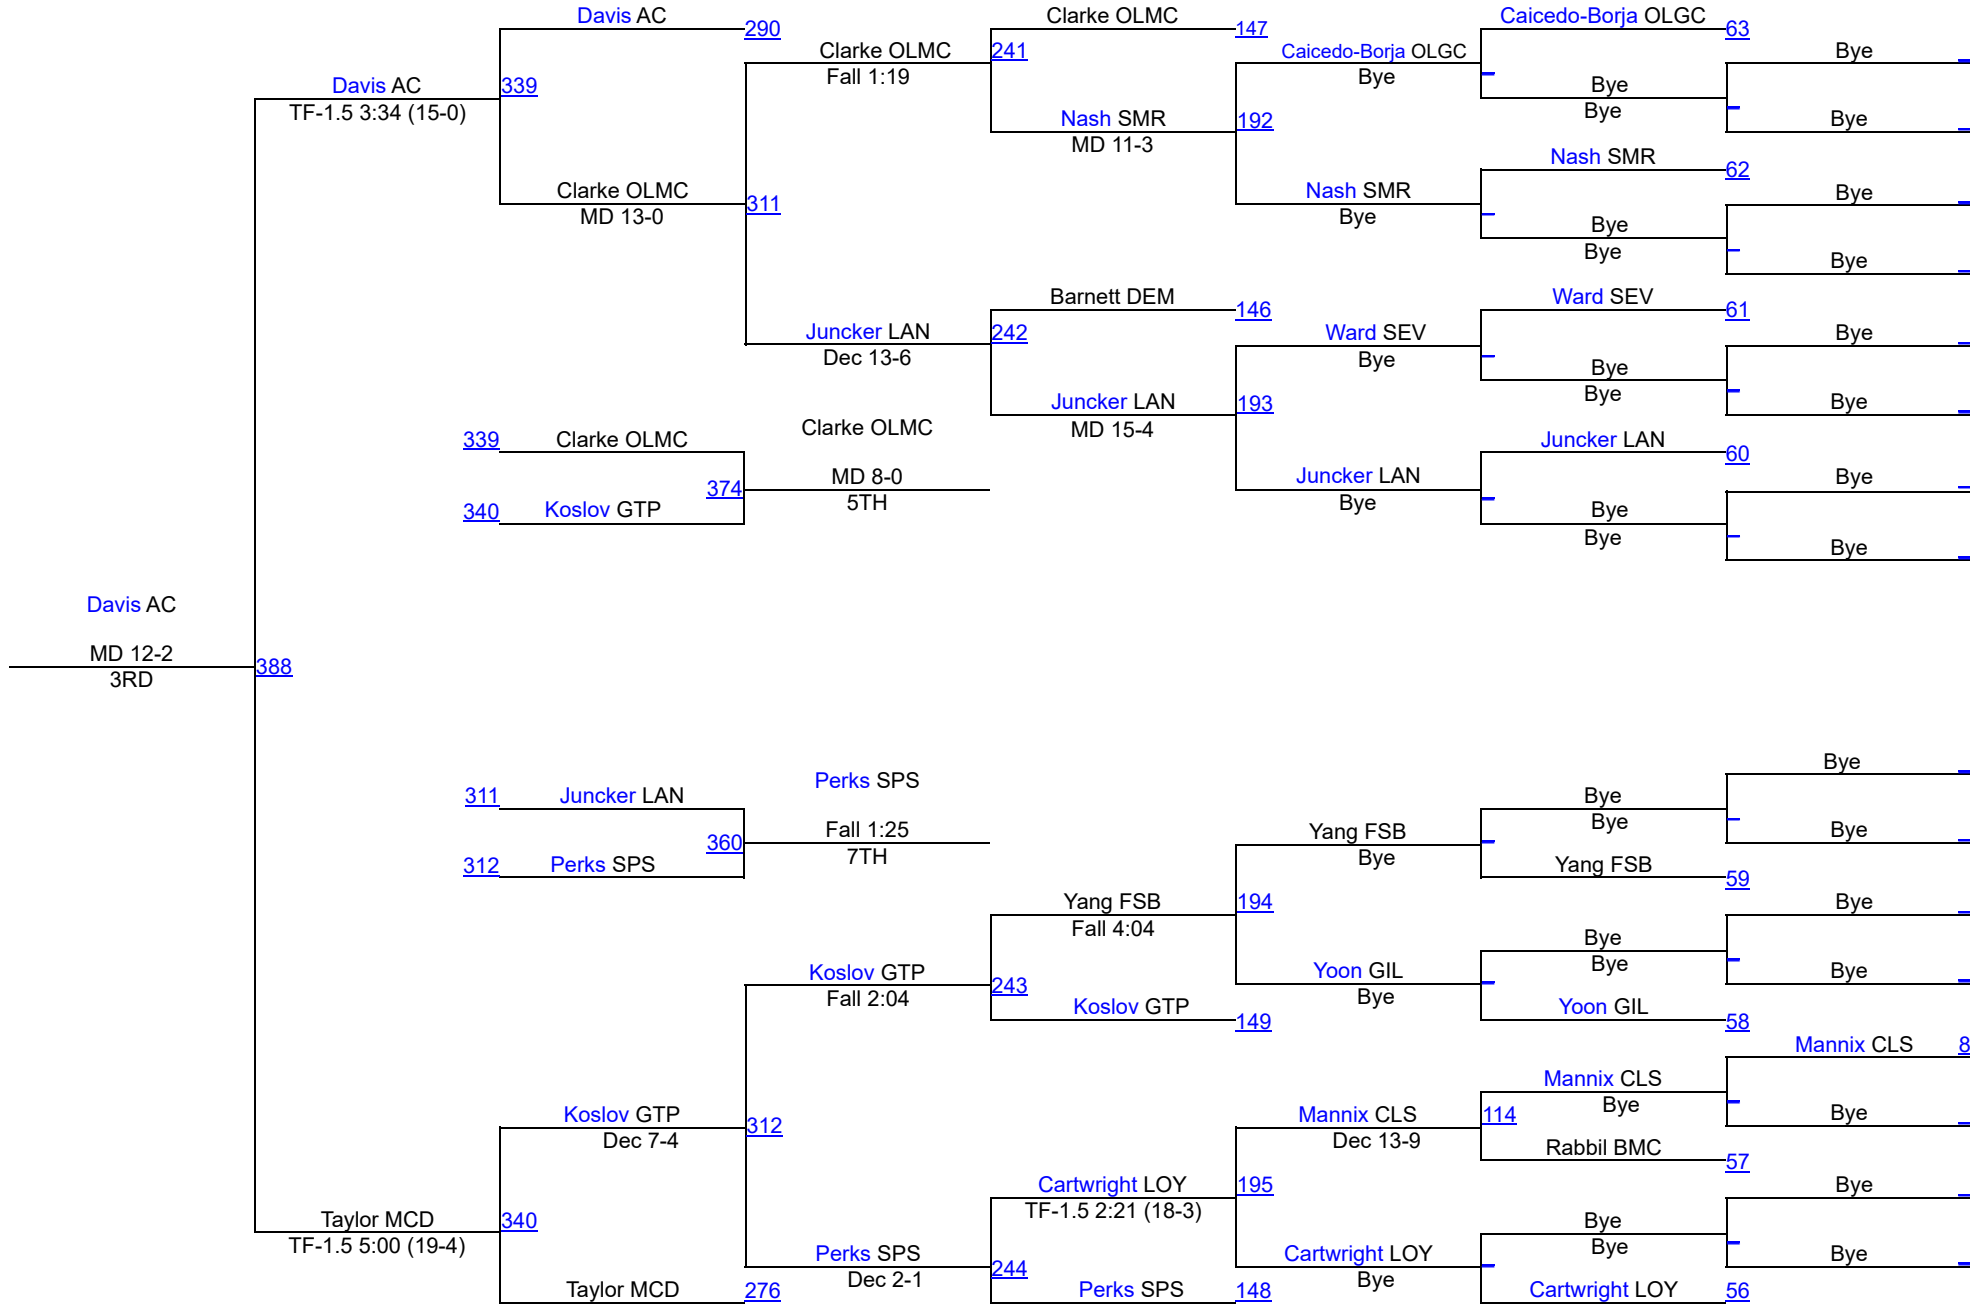 Davis AC
290
Clarke OLMC
147
Caicedo-Borja OLGC
63
Clarke OLMC
Fall 1:19
241
Caicedo-Borja OLGC
Bye
Bye
Davis AC
TF-1.5 3:34 (15-0)
339
Bye
Bye
Nash SMR
MD 11-3
192
Bye
Nash SMR
62
Clarke OLMC
MD 13-0
311
Nash SMR
Bye
Bye
Bye
Bye
Bye
Barnett DEM
146
Ward SEV
61
Juncker LAN
Dec 13-6
242
Ward SEV
Bye
Bye
Bye
Bye
Juncker LAN
MD 15-4
193
Bye
339
Clarke OLMC
Clarke OLMC
Juncker LAN
60
374
MD 8-0
5TH
Juncker LAN
Bye
Bye
340
Koslov GTP
Bye
Bye
Bye
Davis AC
MD 12-2
3RD
388
Bye
311
Juncker LAN
Perks SPS
Bye
Bye
360
Fall 1:25
7TH
Yang FSB
Bye
Bye
312
Perks SPS
Yang FSB
59
Yang FSB
Fall 4:04
194
Bye
Bye
Bye
Koslov GTP
Fall 2:04
243
Yoon GIL
Bye
Bye
Koslov GTP
149
Yoon GIL
58
Mannix CLS
8
Mannix CLS
Bye
Koslov GTP
Dec 7-4
312
Mannix CLS
Dec 13-9
114
Bye
Rabbil BMC
57
Cartwright LOY
TF-1.5 2:21 (18-3)
195
Bye
Taylor MCD
TF-1.5 5:00 (19-4)
340
Bye
Bye
Perks SPS
Dec 2-1
244
Cartwright LOY
Bye
Bye
Taylor MCD
276
Perks SPS
148
Cartwright LOY
56